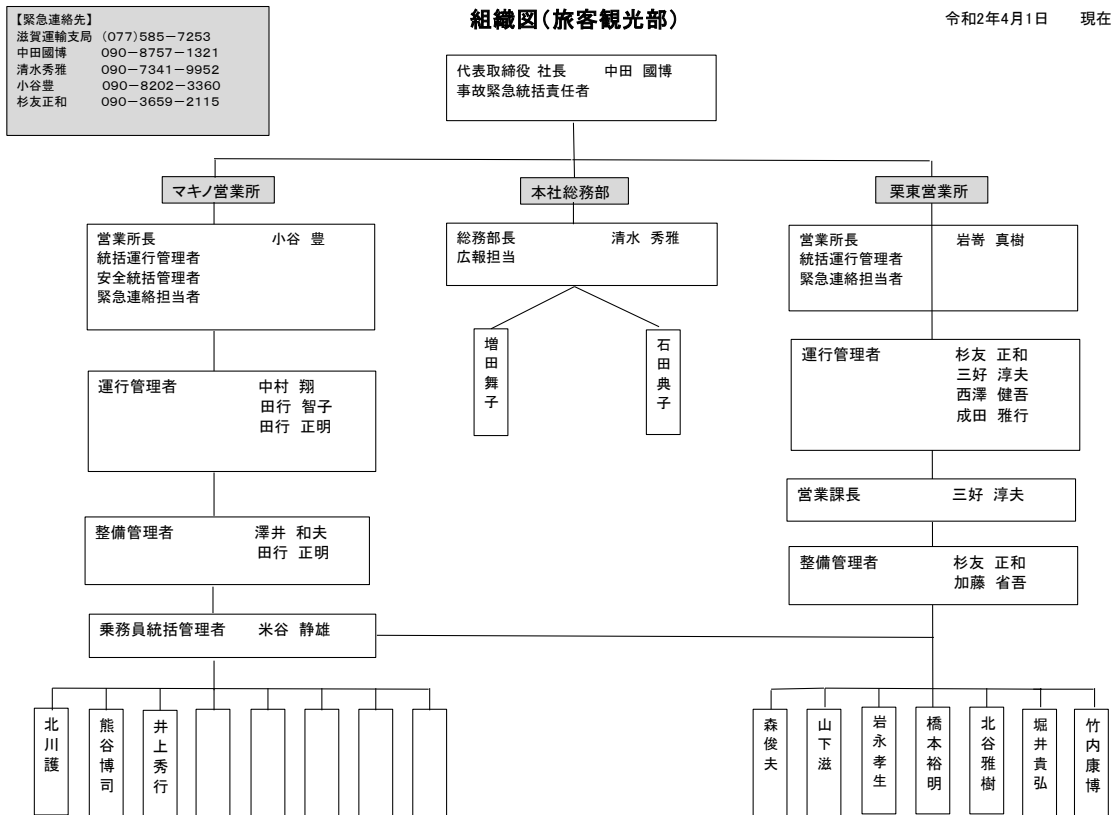 【緊急連絡先】
滋賀運輸支局 (077)585-7253
中田國博 090-8757-1321
清水秀雅 090-7341-9952
小谷豊 090-8202-3360
杉友正和 090-3659-2115
組織図(旅客観光部)
令和2年4月1日 現在
代表取締役 社長 中田 國博
事故緊急統括責任者
マキノ営業所
本社総務部
栗東営業所
営業所長 小谷 豊
統括運行管理者
安全統括管理者
緊急連絡担当者
総務部長 清水 秀雅
広報担当
営業所長 岩嵜 真樹
統括運行管理者
緊急連絡担当者
増田舞子
石田典子
運行管理者 中村 翔
田行 智子
田行 正明
運行管理者 杉友 正和
三好 淳夫
西澤 健吾
成田 雅行
営業課長 三好 淳夫
整備管理者 澤井 和夫
田行 正明
整備管理者 杉友 正和
加藤 省吾
乗務員統括管理者 米谷 静雄
北川護
熊谷博司
井上秀行
森俊夫
山下滋
岩永孝生
橋本裕明
北谷雅樹
堀井貴弘
竹内康博